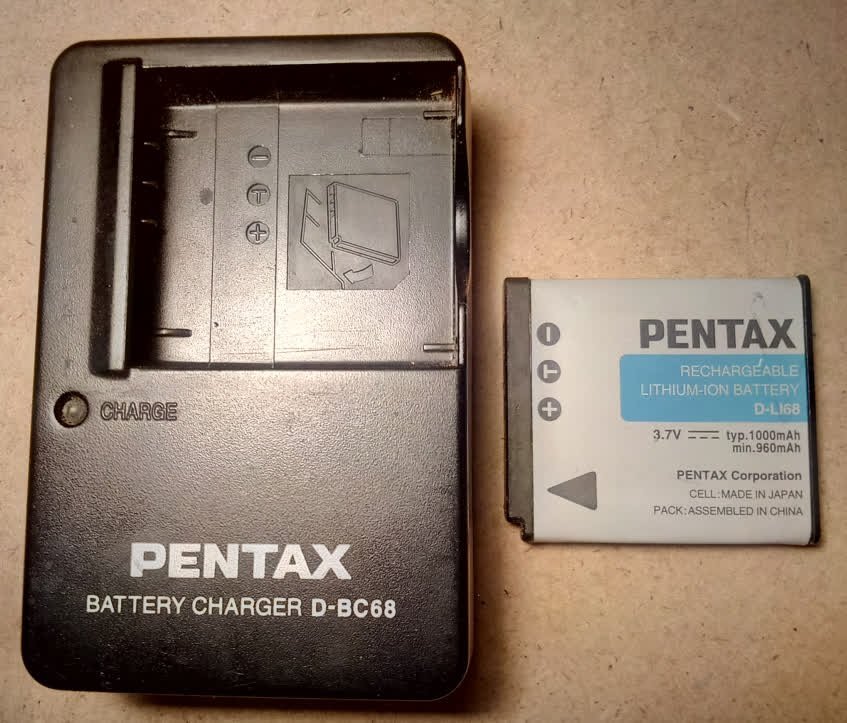 −
T
+
CHARGE
PENTAX
BATTERY CHARGER D-BC68
−
T
+
PENTAX
RECHARGEABLE
LITHIUM-ION BATTERY
D-LI68
3.7V ⎓ typ.1000mAh
min.960mAh
PENTAX Corporation
CELL:MADE IN JAPAN
PACK:ASSEMBLED IN CHINA